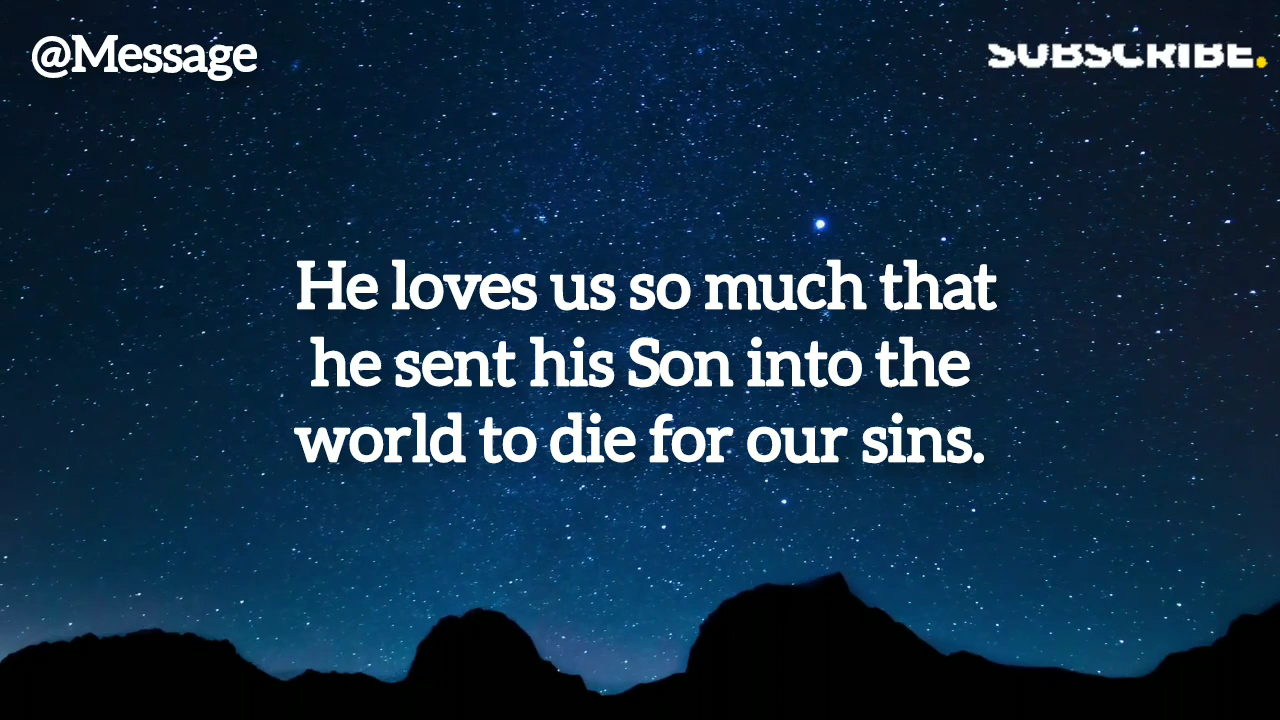 @Message
SUBSCRIBE.
He loves us so much that
he sent his Son into the
world to die for our sins.